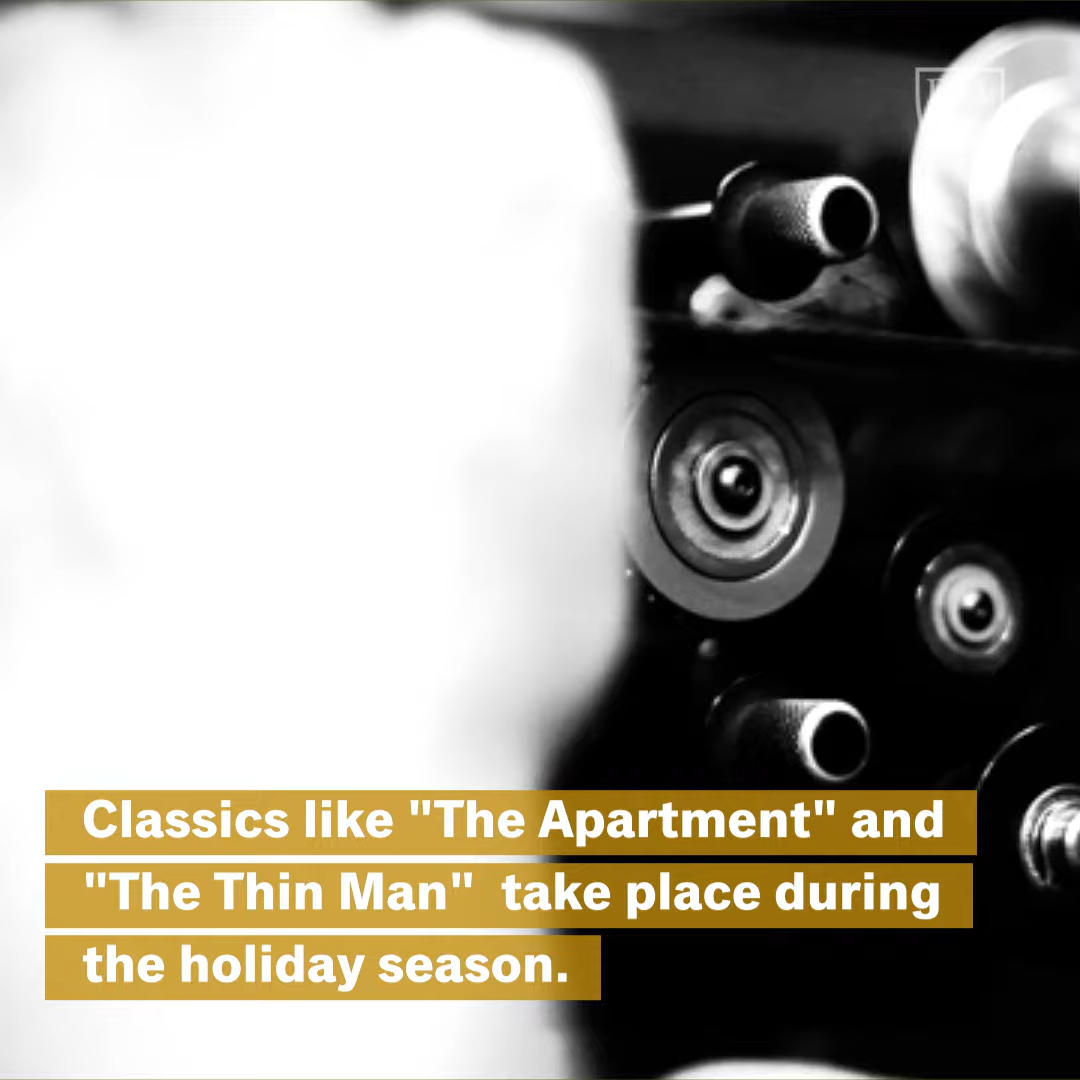 Classics like "The Apartment" and
"The Thin Man"  take place during
the holiday season.